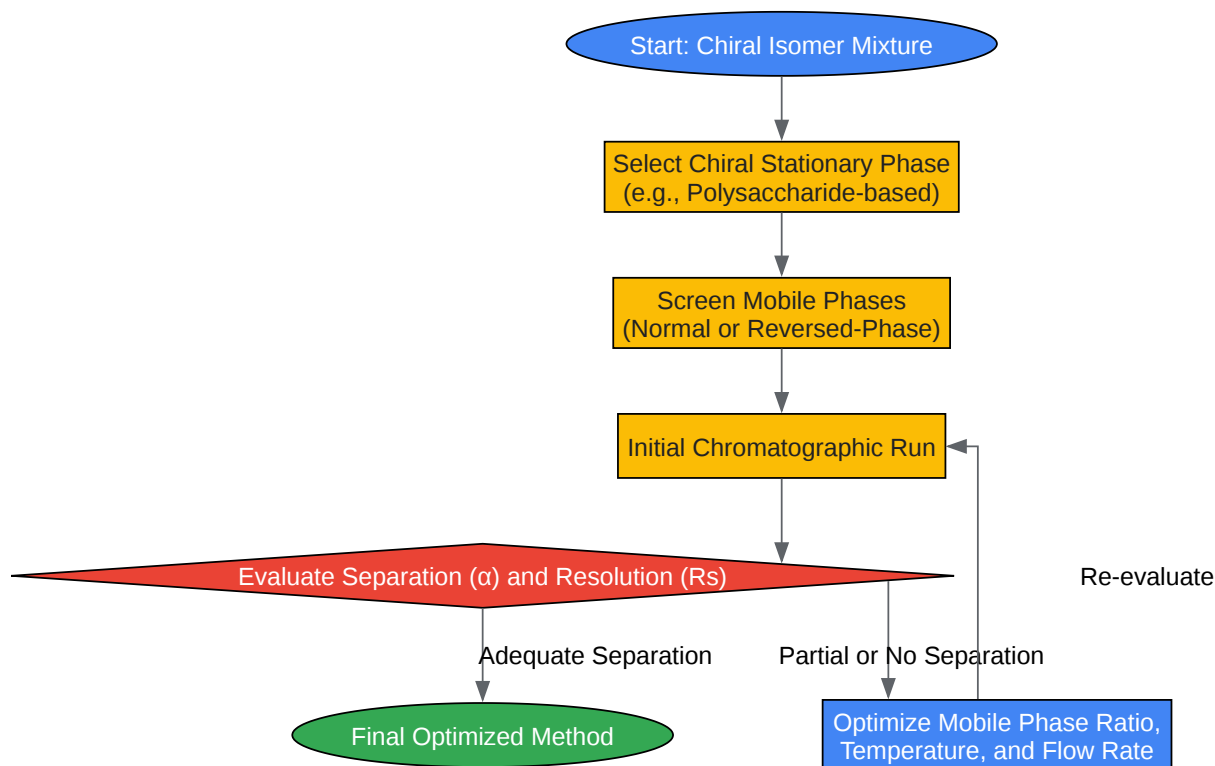 Start: Chiral Isomer Mixture
Select Chiral Stationary Phase
(e.g., Polysaccharide-based)
Screen Mobile Phases
(Normal or Reversed-Phase)
Initial Chromatographic Run
Evaluate Separation (α) and Resolution (Rs)
Re-evaluate
Adequate Separation
Partial or No Separation
Final Optimized Method
Optimize Mobile Phase Ratio,
Temperature, and Flow Rate